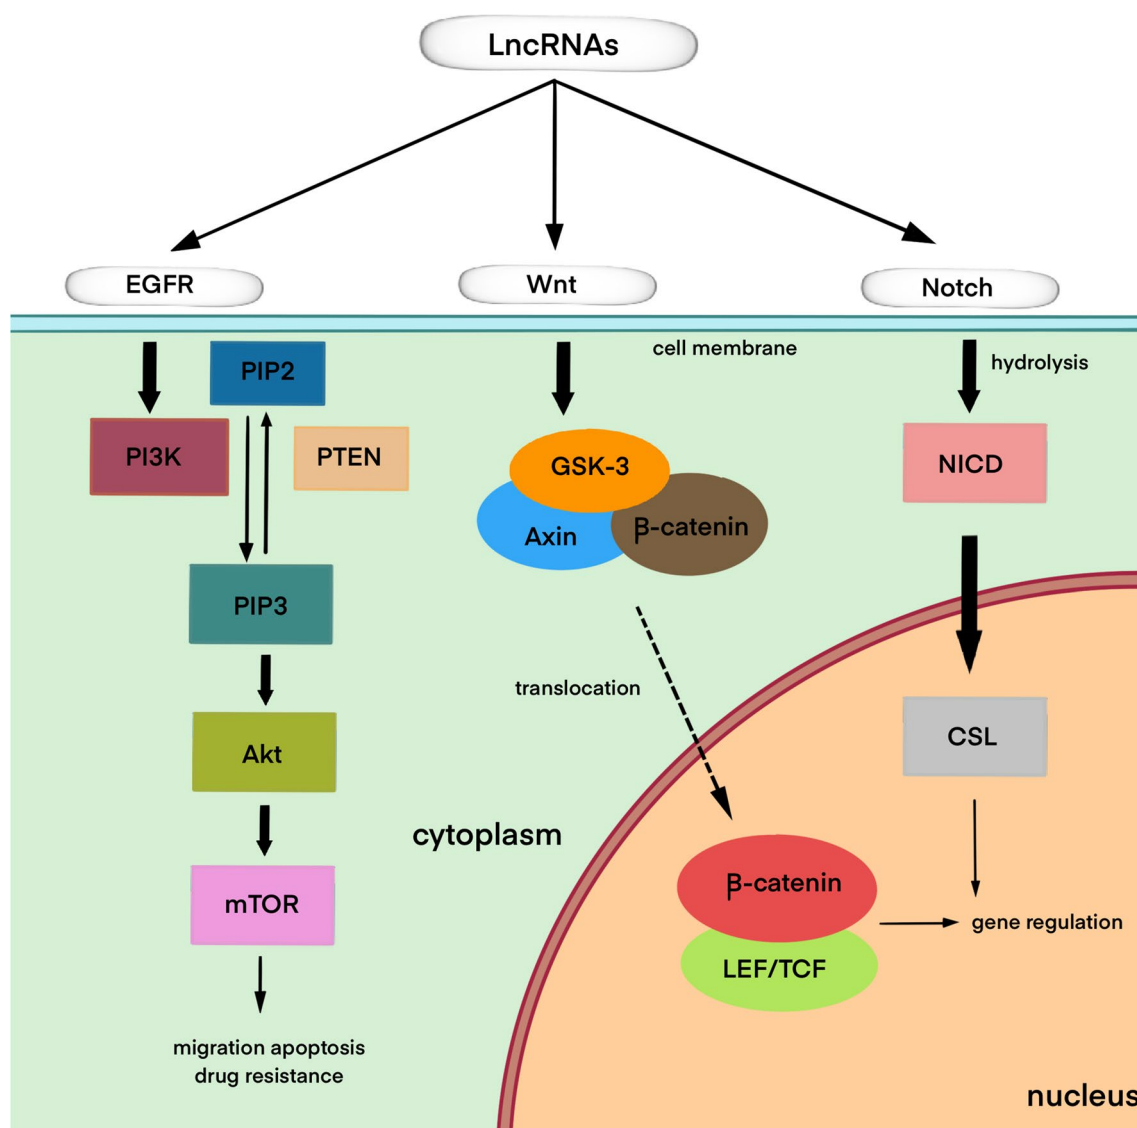 LncRNAs
EGFR
Wnt
Notch
cell membrane
hydrolysis
PIP2
PI3K
PTEN
GSK-3
NICD
Axin
β-catenin
PIP3
translocation
Akt
CSL
cytoplasm
β-catenin
mTOR
gene regulation
LEF/TCF
migration apoptosis
drug resistance
nucleus